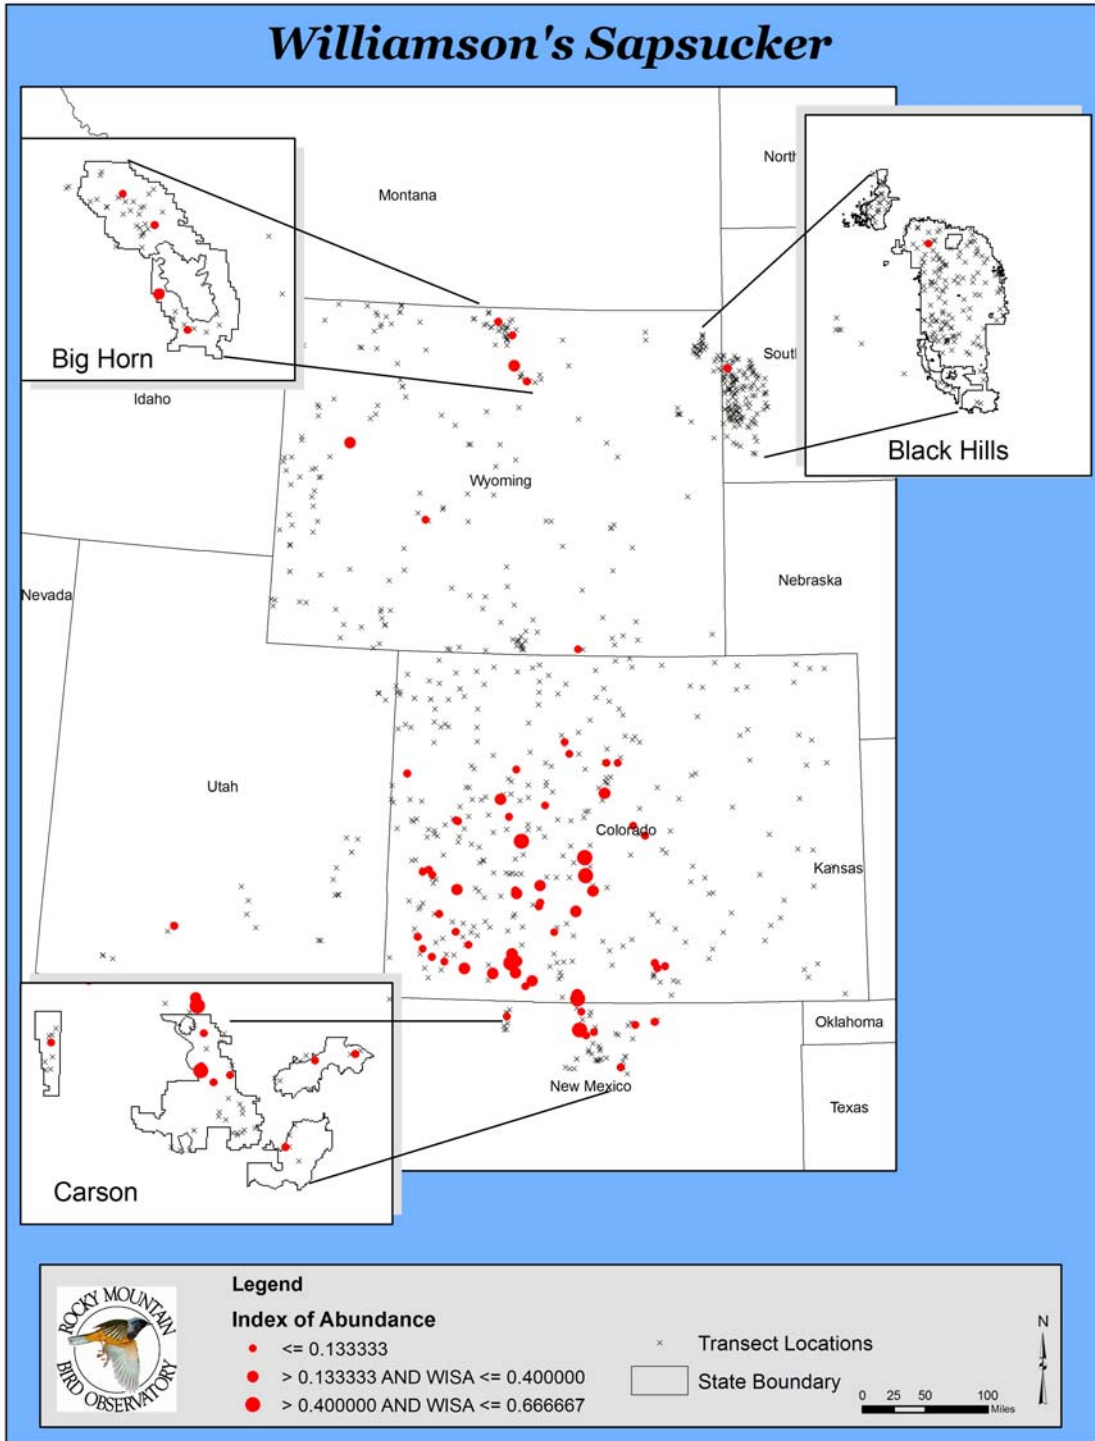 Williamson's Sapsucker
Montana
North
Big Horn
South
Black Hills
Idaho
Wyoming
Nebraska
Nevada
Utah
Colorado
Kansas
Oklahoma
New Mexico
Texas
Carson
Legend
Index of Abundance
<= 0.133333
> 0.133333 AND WISA <= 0.400000
> 0.400000 AND WISA <= 0.666667
Transect Locations
State Boundary
N
0 25 50 100
Miles
ROCKY MOUNTAIN
BIRD OBSERVATORY